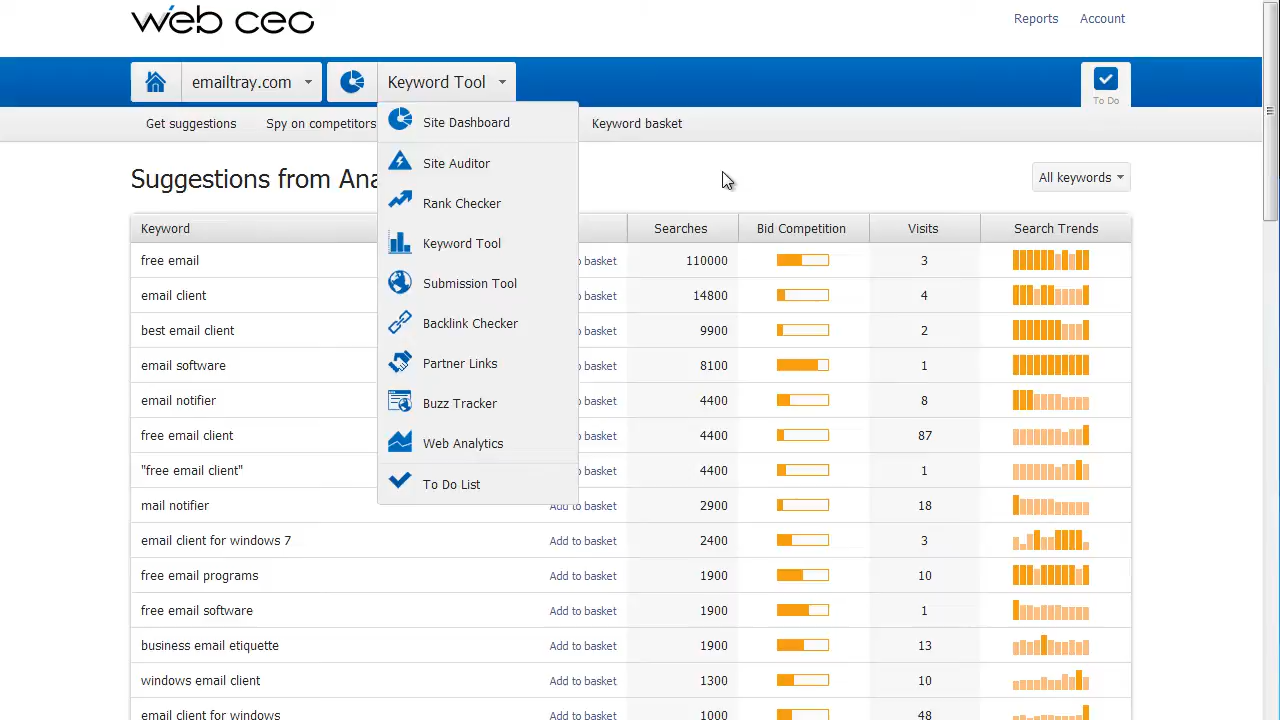 web ceo
Reports Account
emailtray.com Keyword Tool
To Do
Get suggestions Spy on competitors Keyword basket
Site Dashboard
Site Auditor
Rank Checker
Keyword Tool
Submission Tool
Backlink Checker
Partner Links
Buzz Tracker
Web Analytics
To Do List
Suggestions from Ana
All keywords
Keyword Searches Bid Competition Visits Search Trends
free email d to basket 110000 3
email client d to basket 14800 4
best email client d to basket 9900 2
email software d to basket 8100 1
email notifier d to basket 4400 8
free email client d to basket 4400 87
"free email client" d to basket 4400 1
mail notifier Add to basket 2900 18
email client for windows 7 Add to basket 2400 3
free email programs Add to basket 1900 10
free email software Add to basket 1900 1
business email etiquette Add to basket 1900 13
windows email client Add to basket 1300 10
email client for windows Add to basket 1000 48